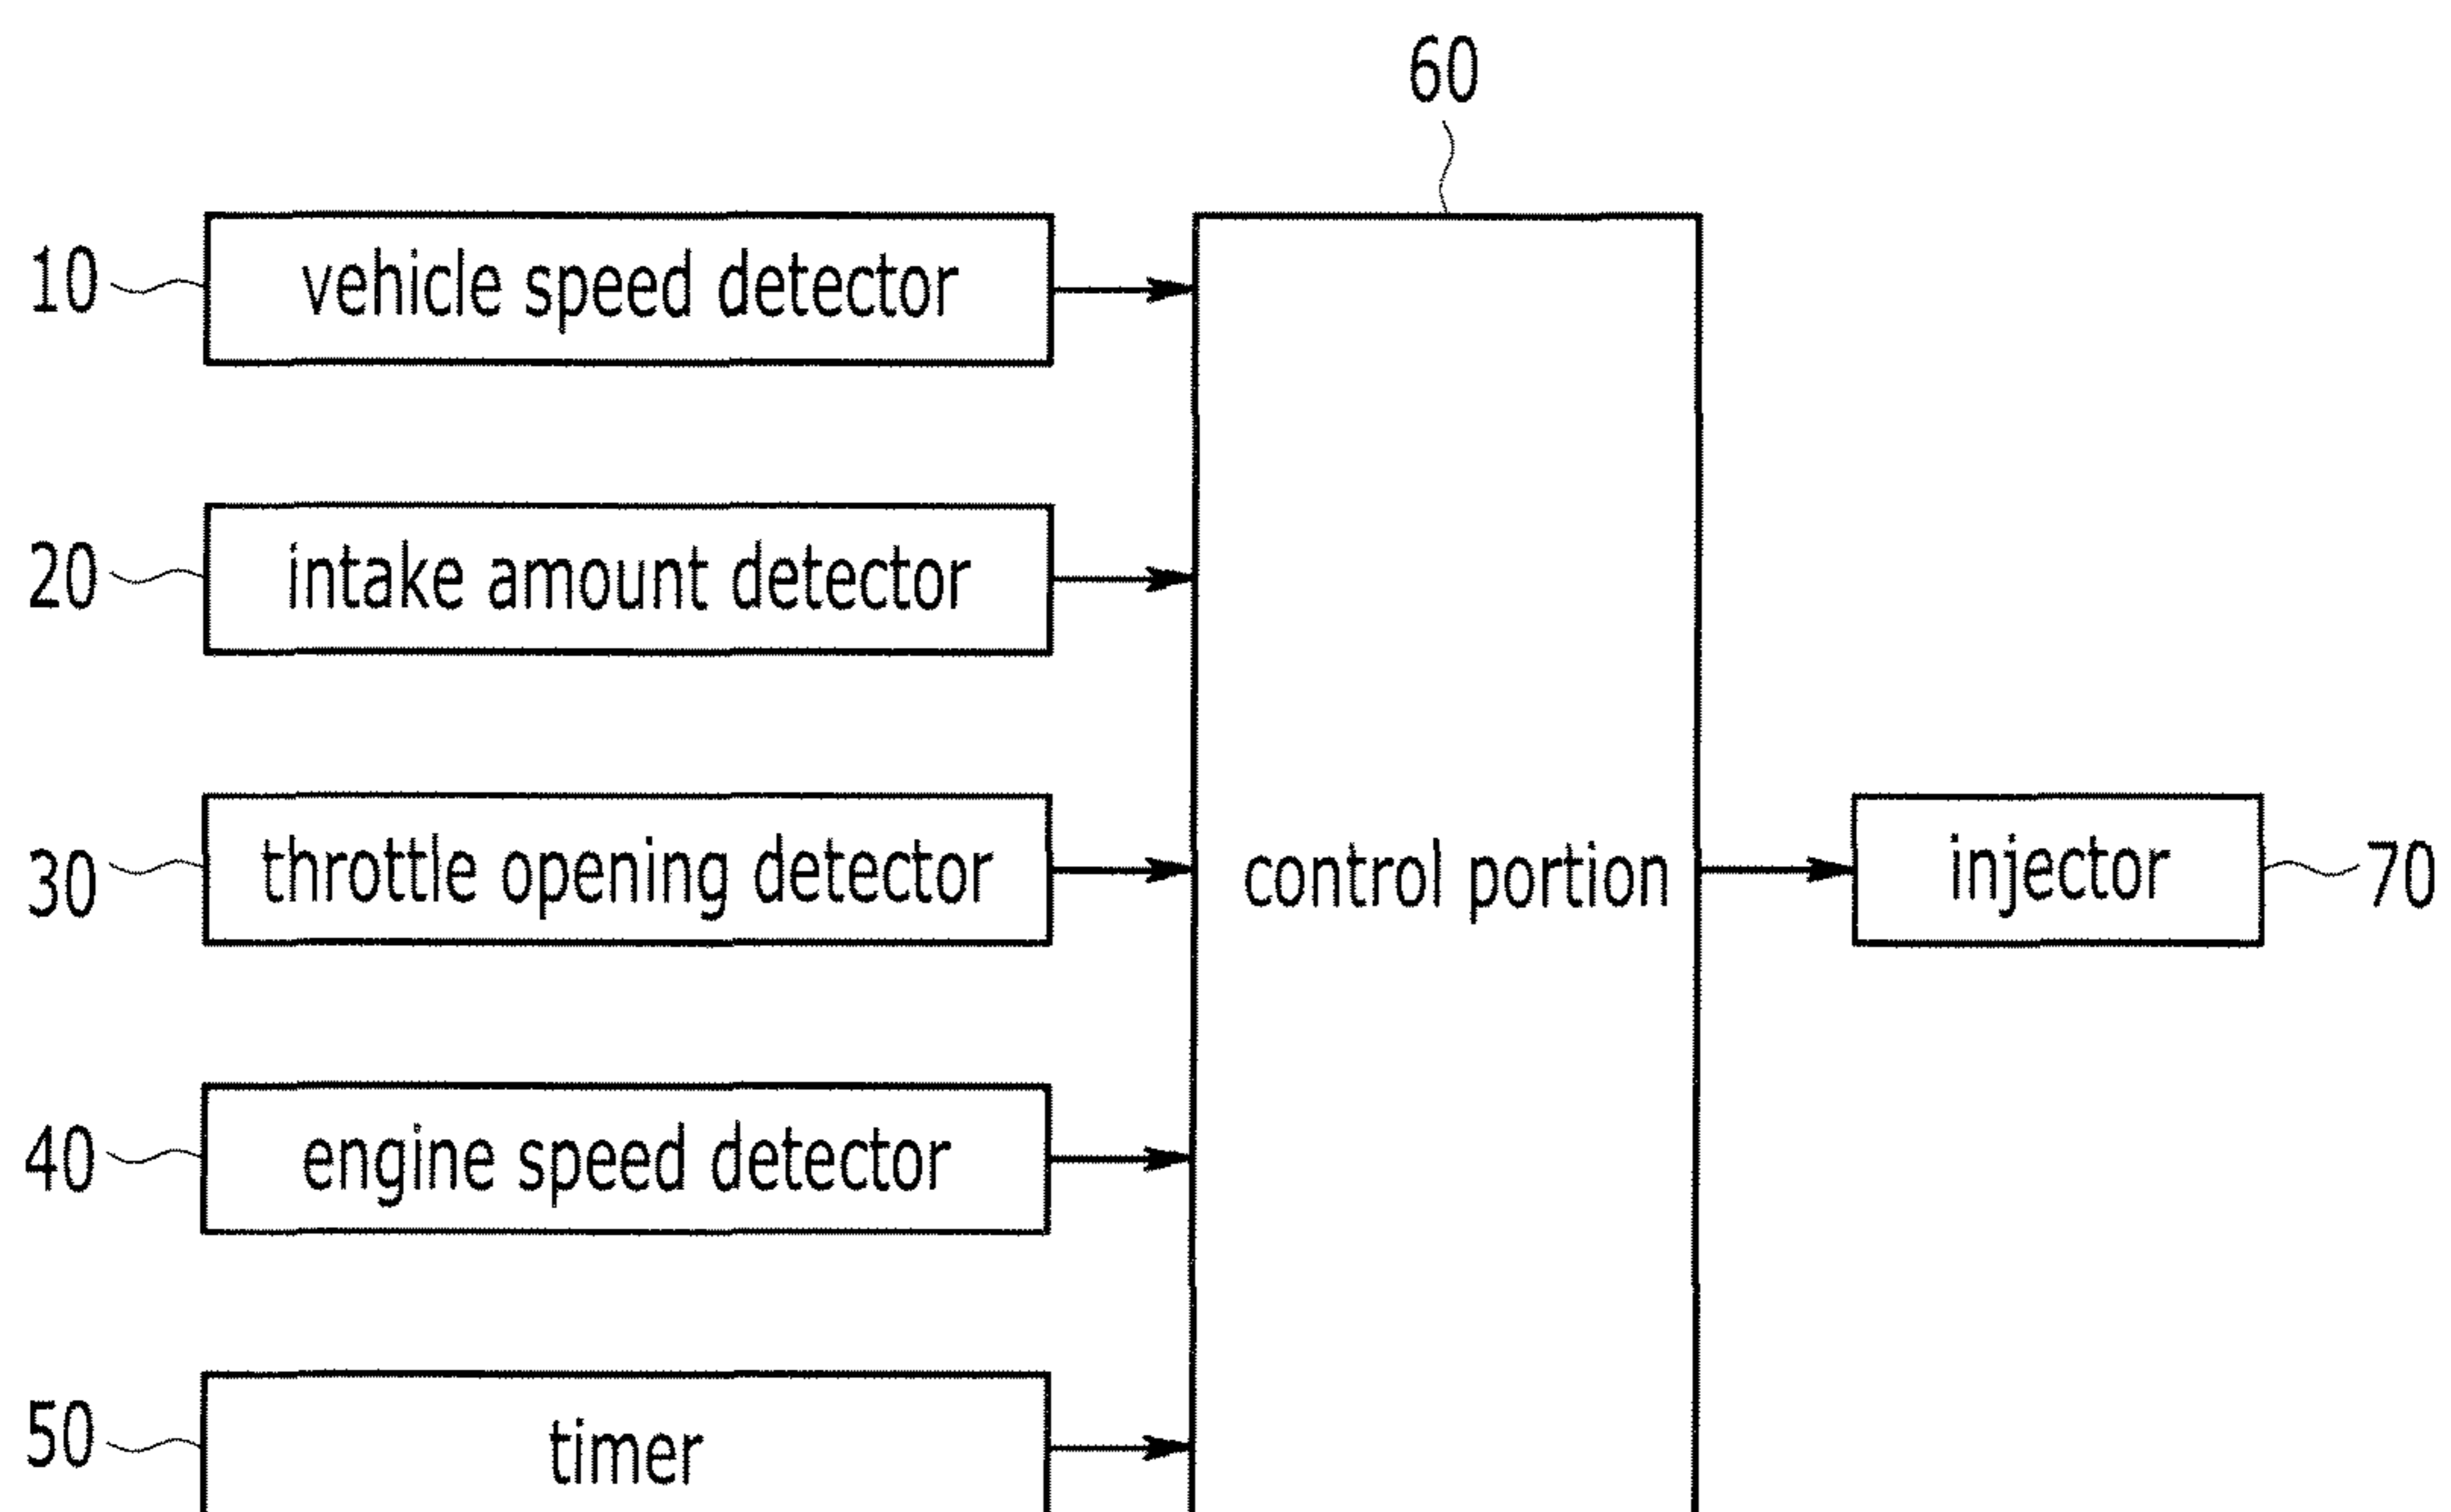 60
10 vehicle speed detector
20 intake amount detector
30 throttle opening detector control portion injector 70
40 engine speed detector
50 timer